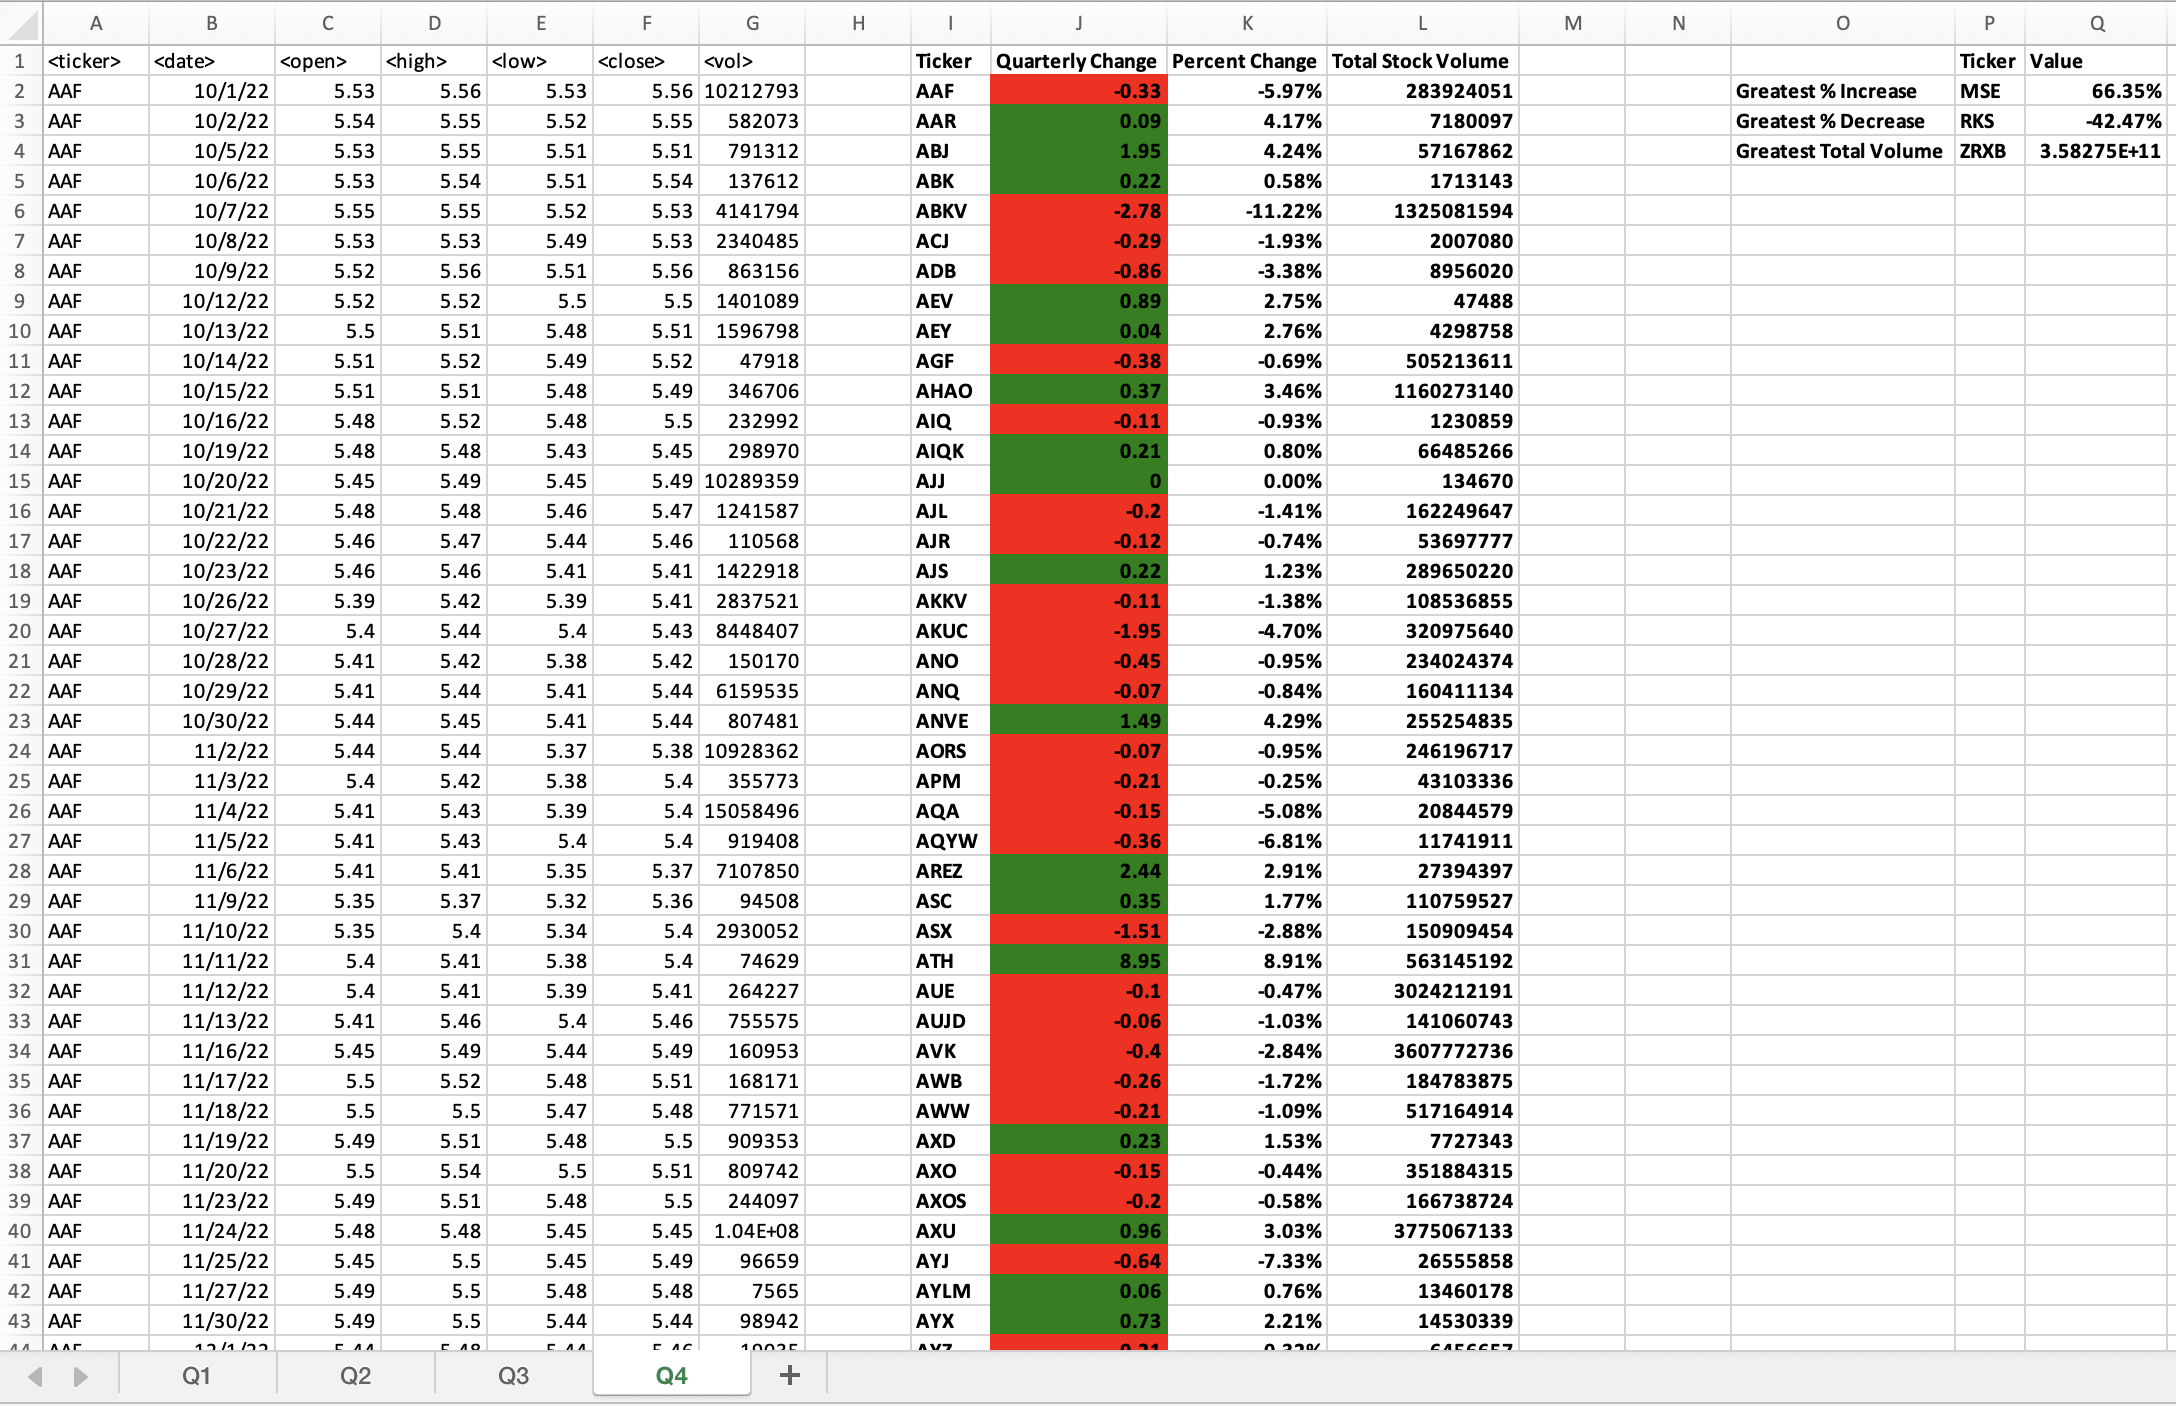 A B C D E F G H I J K L M N O P Q
1 <ticker> <date> <open> <high> <low> <close> <vol> Ticker Quarterly Change Percent Change Total Stock Volume Ticker Value
2 AAF 10/1/22 5.53 5.56 5.53 5.56 10212793 AAF -0.33 -5.97% 283924051 Greatest % Increase MSE 66.35%
3 AAF 10/2/22 5.54 5.55 5.52 5.55 582073 AAR 0.09 4.17% 7180097 Greatest % Decrease RKS -42.47%
4 AAF 10/5/22 5.53 5.55 5.51 5.51 791312 ABJ 1.95 4.24% 57167862 Greatest Total Volume ZRXB 3.58275E+11
5 AAF 10/6/22 5.53 5.54 5.51 5.54 137612 ABK 0.22 0.58% 1713143
6 AAF 10/7/22 5.55 5.55 5.52 5.53 4141794 ABKV -2.78 -11.22% 1325081594
7 AAF 10/8/22 5.53 5.53 5.49 5.53 2340485 ACJ -0.29 -1.93% 2007080
8 AAF 10/9/22 5.52 5.56 5.51 5.56 863156 ADB -0.86 -3.38% 8956020
9 AAF 10/12/22 5.52 5.52 5.5 5.5 1401089 AEV 0.89 2.75% 47488
10 AAF 10/13/22 5.5 5.51 5.48 5.51 1596798 AEY 0.04 2.76% 4298758
11 AAF 10/14/22 5.51 5.52 5.49 5.52 47918 AGF -0.38 -0.69% 505213611
12 AAF 10/15/22 5.51 5.51 5.48 5.49 346706 AHAO 0.37 3.46% 1160273140
13 AAF 10/16/22 5.48 5.52 5.48 5.5 232992 AIQ -0.11 -0.93% 1230859
14 AAF 10/19/22 5.48 5.48 5.43 5.45 298970 AIQK 0.21 0.80% 66485266
15 AAF 10/20/22 5.45 5.49 5.45 5.49 10289359 AJJ 0 0.00% 134670
16 AAF 10/21/22 5.48 5.48 5.46 5.47 1241587 AJL -0.2 -1.41% 162249647
17 AAF 10/22/22 5.46 5.47 5.44 5.46 110568 AJR -0.12 -0.74% 53697777
18 AAF 10/23/22 5.46 5.46 5.41 5.41 1422918 AJS 0.22 1.23% 289650220
19 AAF 10/26/22 5.39 5.42 5.39 5.41 2837521 AKKV -0.11 -1.38% 108536855
20 AAF 10/27/22 5.4 5.44 5.4 5.43 8448407 AKUC -1.95 -4.70% 320975640
21 AAF 10/28/22 5.41 5.42 5.38 5.42 150170 ANO -0.45 -0.95% 234024374
22 AAF 10/29/22 5.41 5.44 5.41 5.44 6159535 ANQ -0.07 -0.84% 160411134
23 AAF 10/30/22 5.44 5.45 5.41 5.44 807481 ANVE 1.49 4.29% 255254835
24 AAF 11/2/22 5.44 5.44 5.37 5.38 10928362 AORS -0.07 -0.95% 246196717
25 AAF 11/3/22 5.4 5.42 5.38 5.4 355773 APM -0.21 -0.25% 43103336
26 AAF 11/4/22 5.41 5.43 5.39 5.4 15058496 AQA -0.15 -5.08% 20844579
27 AAF 11/5/22 5.41 5.43 5.4 5.4 919408 AQYW -0.36 -6.81% 11741911
28 AAF 11/6/22 5.41 5.41 5.35 5.37 7107850 AREZ 2.44 2.91% 27394397
29 AAF 11/9/22 5.35 5.37 5.32 5.36 94508 ASC 0.35 1.77% 110759527
30 AAF 11/10/22 5.35 5.4 5.34 5.4 2930052 ASX -1.51 -2.88% 150909454
31 AAF 11/11/22 5.4 5.41 5.38 5.4 74629 ATH 8.95 8.91% 563145192
32 AAF 11/12/22 5.4 5.41 5.39 5.41 264227 AUE -0.1 -0.47% 3024212191
33 AAF 11/13/22 5.41 5.46 5.4 5.46 755575 AUJD -0.06 -1.03% 141060743
34 AAF 11/16/22 5.45 5.49 5.44 5.49 160953 AVK -0.4 -2.84% 3607772736
35 AAF 11/17/22 5.5 5.52 5.48 5.51 168171 AWB -0.26 -1.72% 184783875
36 AAF 11/18/22 5.5 5.5 5.47 5.48 771571 AWW -0.21 -1.09% 517164914
37 AAF 11/19/22 5.49 5.51 5.48 5.5 909353 AXD 0.23 1.53% 7727343
38 AAF 11/20/22 5.5 5.54 5.5 5.51 809742 AXO -0.15 -0.44% 351884315
39 AAF 11/23/22 5.49 5.51 5.48 5.5 244097 AXOS -0.2 -0.58% 166738724
40 AAF 11/24/22 5.48 5.48 5.45 5.45 1.04E+08 AXU 0.96 3.03% 3775067133
41 AAF 11/25/22 5.45 5.5 5.45 5.49 96659 AYJ -0.64 -7.33% 26555858
42 AAF 11/27/22 5.49 5.5 5.48 5.48 7565 AYLM 0.06 0.76% 13460178
43 AAF 11/30/22 5.49 5.5 5.44 5.44 98942 AYX 0.73 2.21% 14530339
44 AAF 12/1/22 5.44 5.48 5.44 5.46
Q1 Q2 Q3 Q4 +